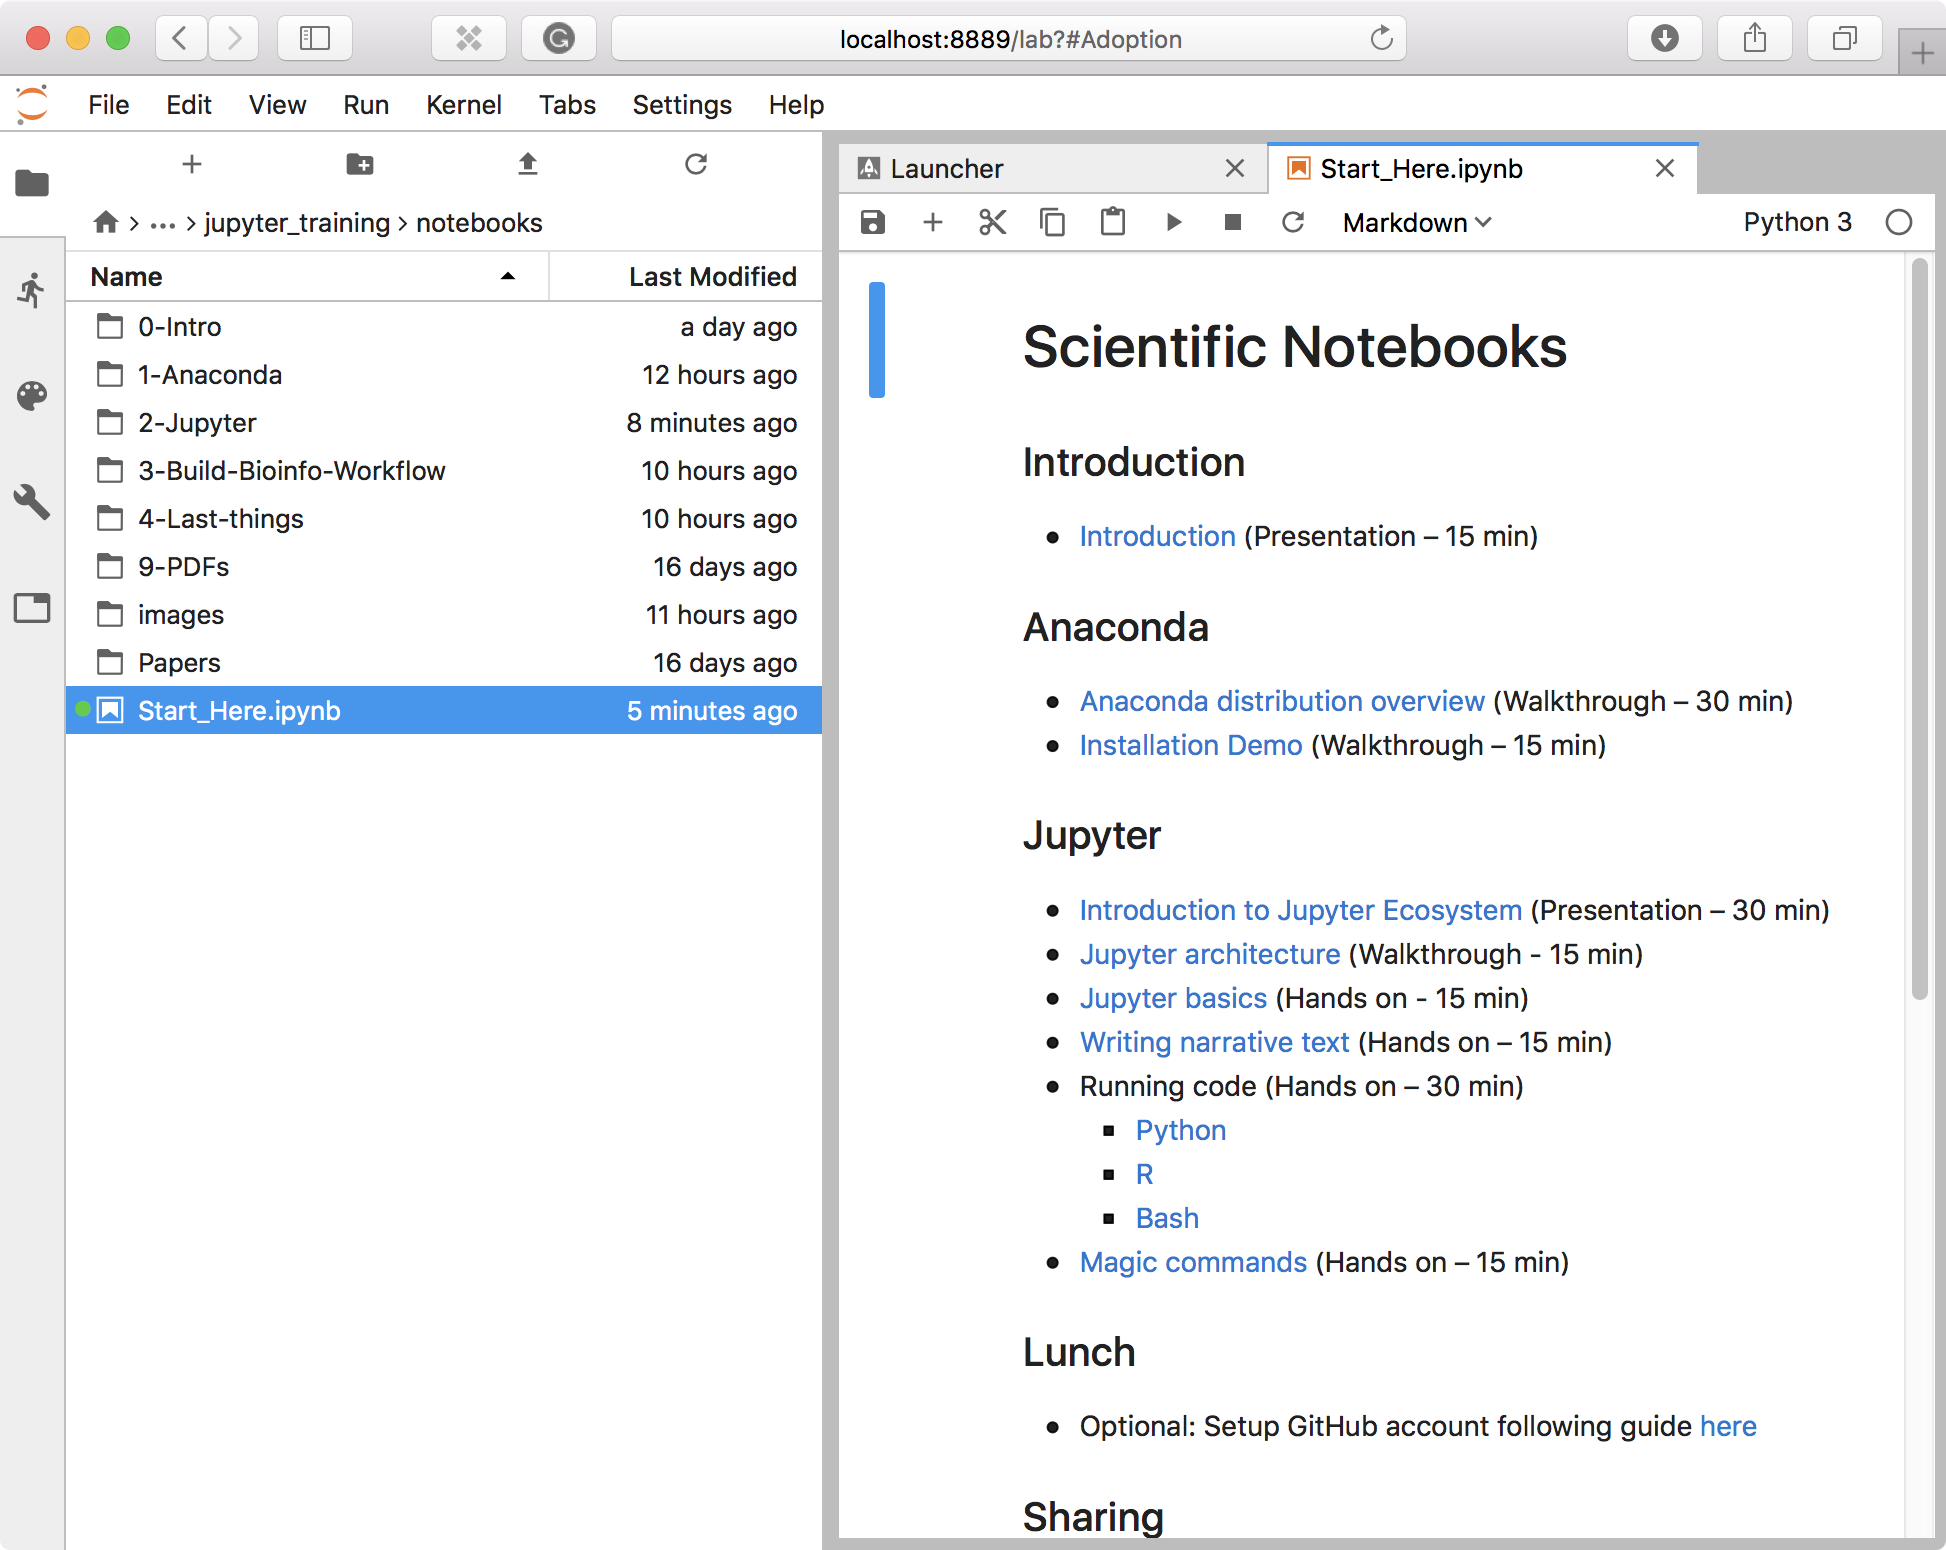 localhost:8889/lab?#Adoption
File Edit View Run Kernel Tabs Settings Help
... > jupyter_training > notebooks
Name Last Modified
0-Intro a day ago
1-Anaconda 12 hours ago
2-Jupyter 8 minutes ago
3-Build-Bioinfo-Workflow 10 hours ago
4-Last-things 10 hours ago
9-PDFs 16 days ago
images 11 hours ago
Papers 16 days ago
Start_Here.ipynb 5 minutes ago
Launcher Start_Here.ipynb
Markdown Python 3
Scientific Notebooks
Introduction
Introduction (Presentation – 15 min)
Anaconda
Anaconda distribution overview (Walkthrough – 30 min)
Installation Demo (Walkthrough – 15 min)
Jupyter
Introduction to Jupyter Ecosystem (Presentation – 30 min)
Jupyter architecture (Walkthrough - 15 min)
Jupyter basics (Hands on - 15 min)
Writing narrative text (Hands on – 15 min)
Running code (Hands on – 30 min)
Python
R
Bash
Magic commands (Hands on – 15 min)
Lunch
Optional: Setup GitHub account following guide here
Sharing